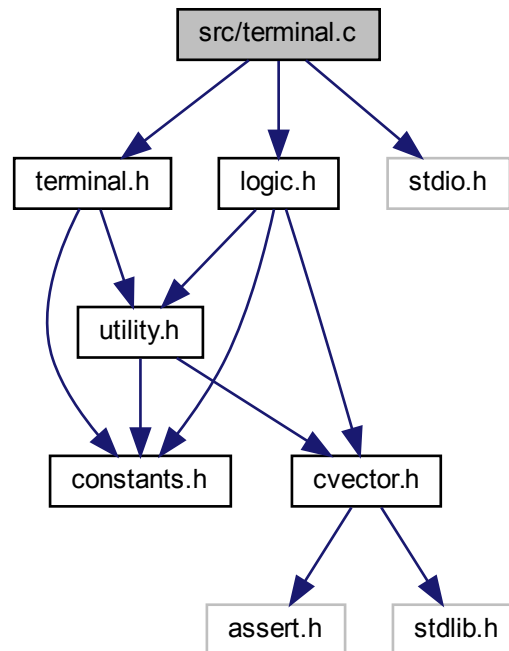 src/terminal.c
terminal.h
logic.h
stdio.h
utility.h
constants.h
cvector.h
assert.h
stdlib.h